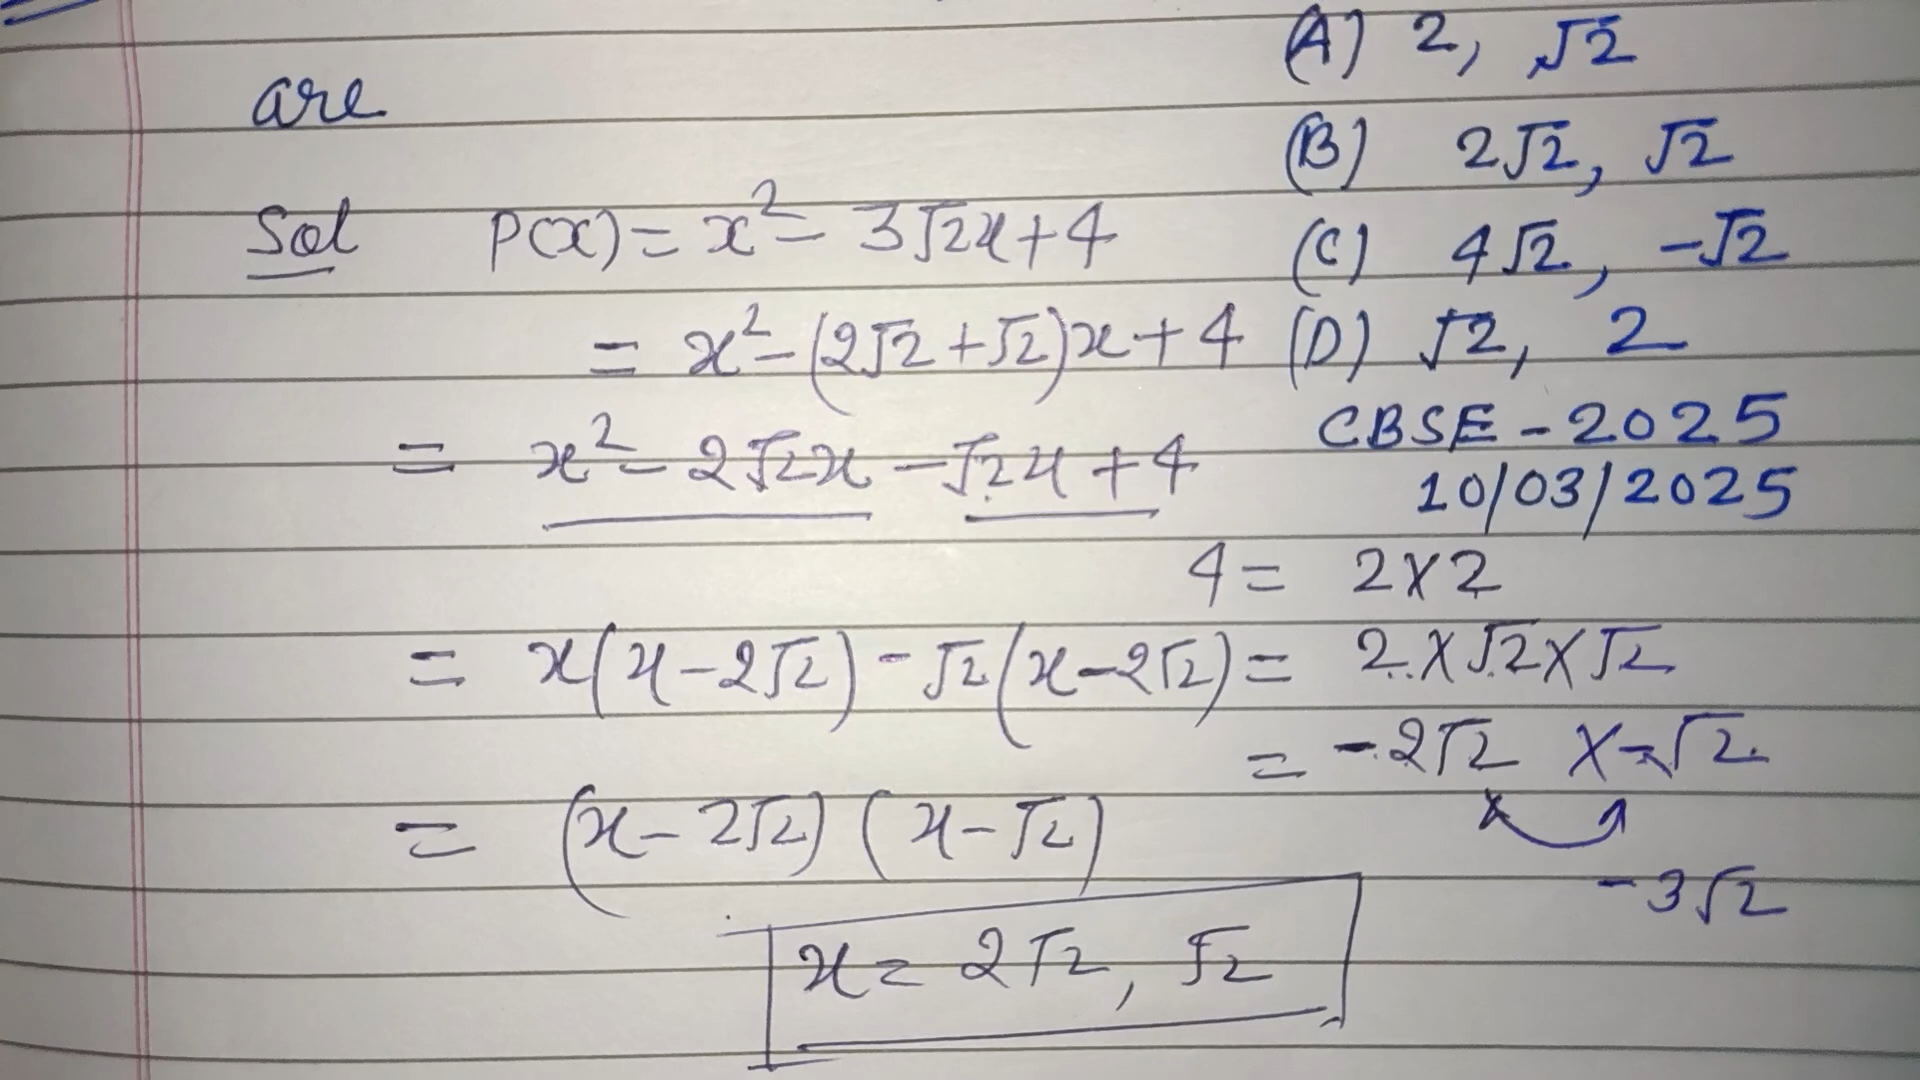 are
(A) 2, √2
(B) 2√2, √2
Sol P(x) = x² - 3√2x + 4
(C) 4√2, -√2
= x² - (2√2 + √2)x + 4
(D) √2, 2
= x² - 2√2x - √2x + 4
CBSE - 2025
10/03/2025
4 = 2×2
= x(x - 2√2) - √2(x - 2√2)
= 2×√2×√2
= -2√2 × -√2
= (x - 2√2)(x - √2)
-3√2
x = 2√2, √2